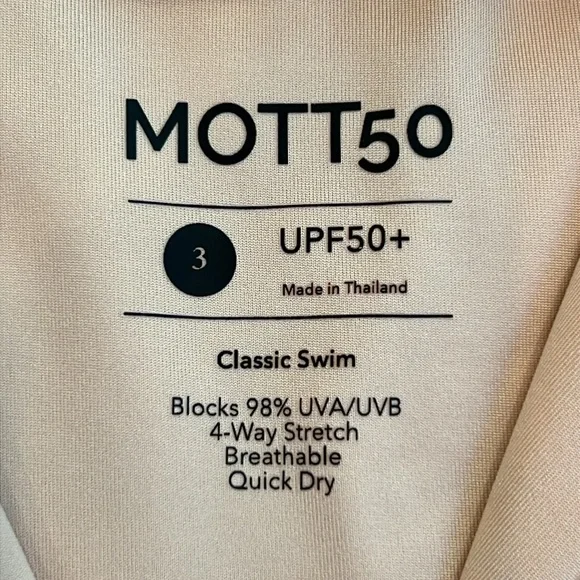 MOTT50
3
UPF50+
Made in Thailand
Classic Swim
Blocks 98% UVA/UVB
4-Way Stretch
Breathable
Quick Dry